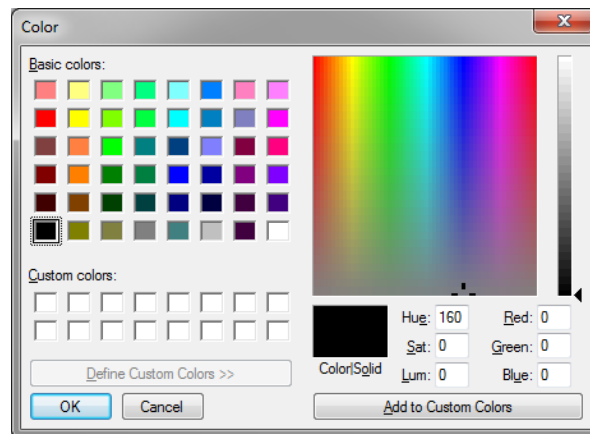 Color
Basic colors:
Custom colors:
Define Custom Colors >>
OK
Cancel
Color|Solid
Hue: 160
Sat: 0
Lum: 0
Red: 0
Green: 0
Blue: 0
Add to Custom Colors